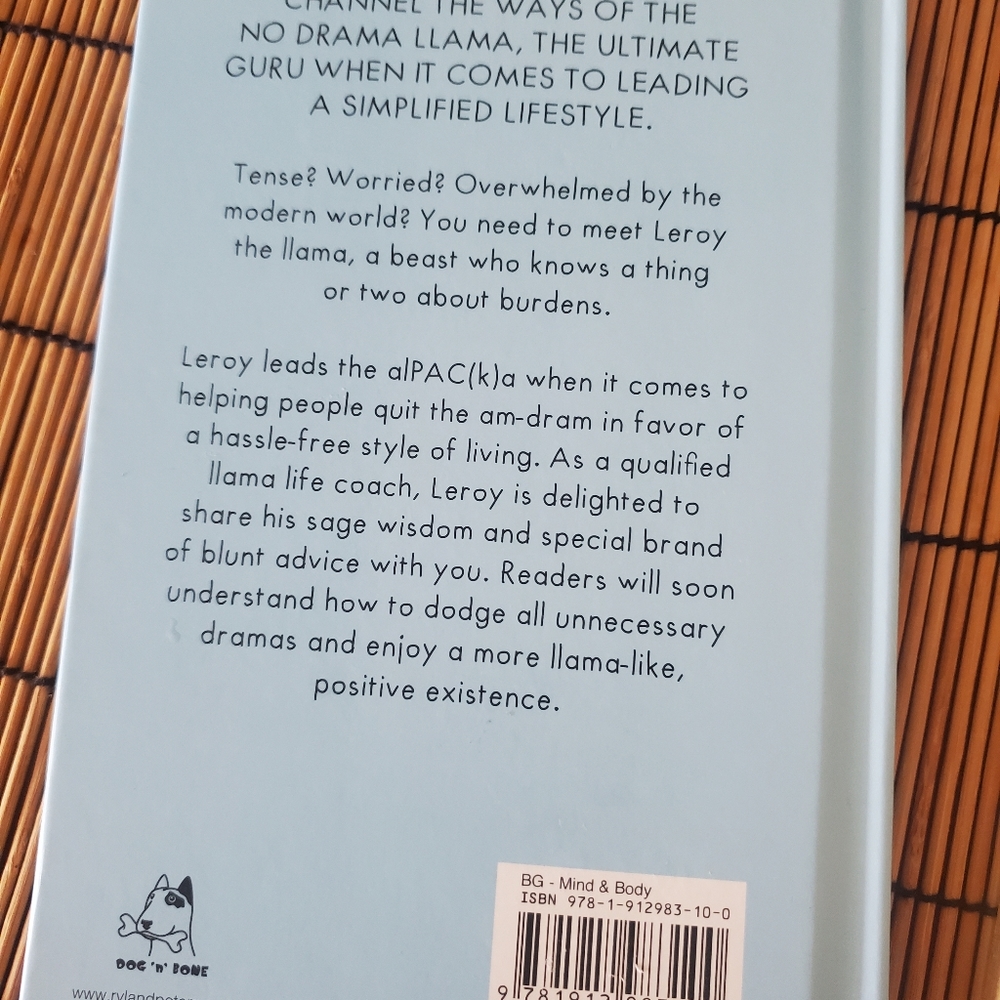 CHANNEL THE WAYS OF THE
NO DRAMA LLAMA, THE ULTIMATE
GURU WHEN IT COMES TO LEADING
A SIMPLIFIED LIFESTYLE.
Tense? Worried? Overwhelmed by the
modern world? You need to meet Leroy
the llama, a beast who knows a thing
or two about burdens.
Leroy leads the alPAC(k)a when it comes to
helping people quit the am-dram in favor of
a hassle-free style of living. As a qualified
llama life coach, Leroy is delighted to
share his sage wisdom and special brand
of blunt advice with you. Readers will soon
understand how to dodge all unnecessary
dramas and enjoy a more llama-like,
positive existence.
DOG 'n' BONE
BG - Mind & Body
ISBN 978-1-912983-10-0